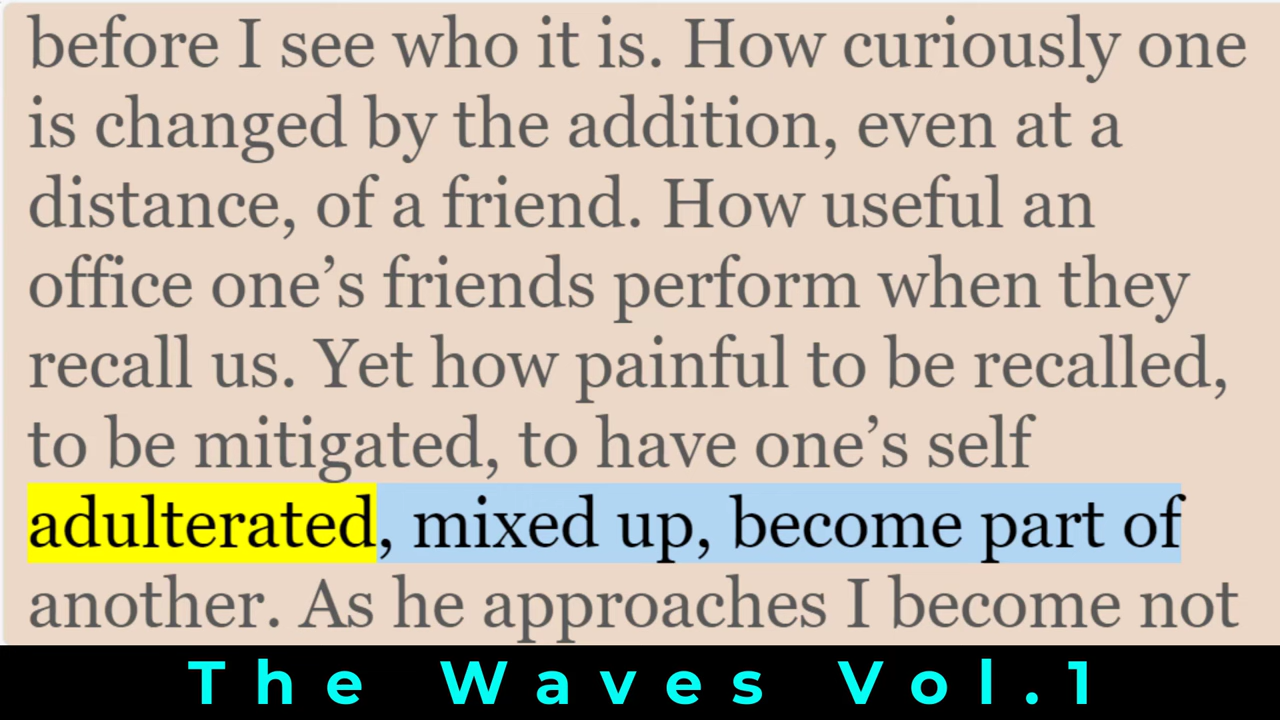 before I see who it is. How curiously one
is changed by the addition, even at a
distance, of a friend. How useful an
office one’s friends perform when they
recall us. Yet how painful to be recalled,
to be mitigated, to have one’s self
adulterated, mixed up, become part of
another. As he approaches I become not
The Waves Vol.1